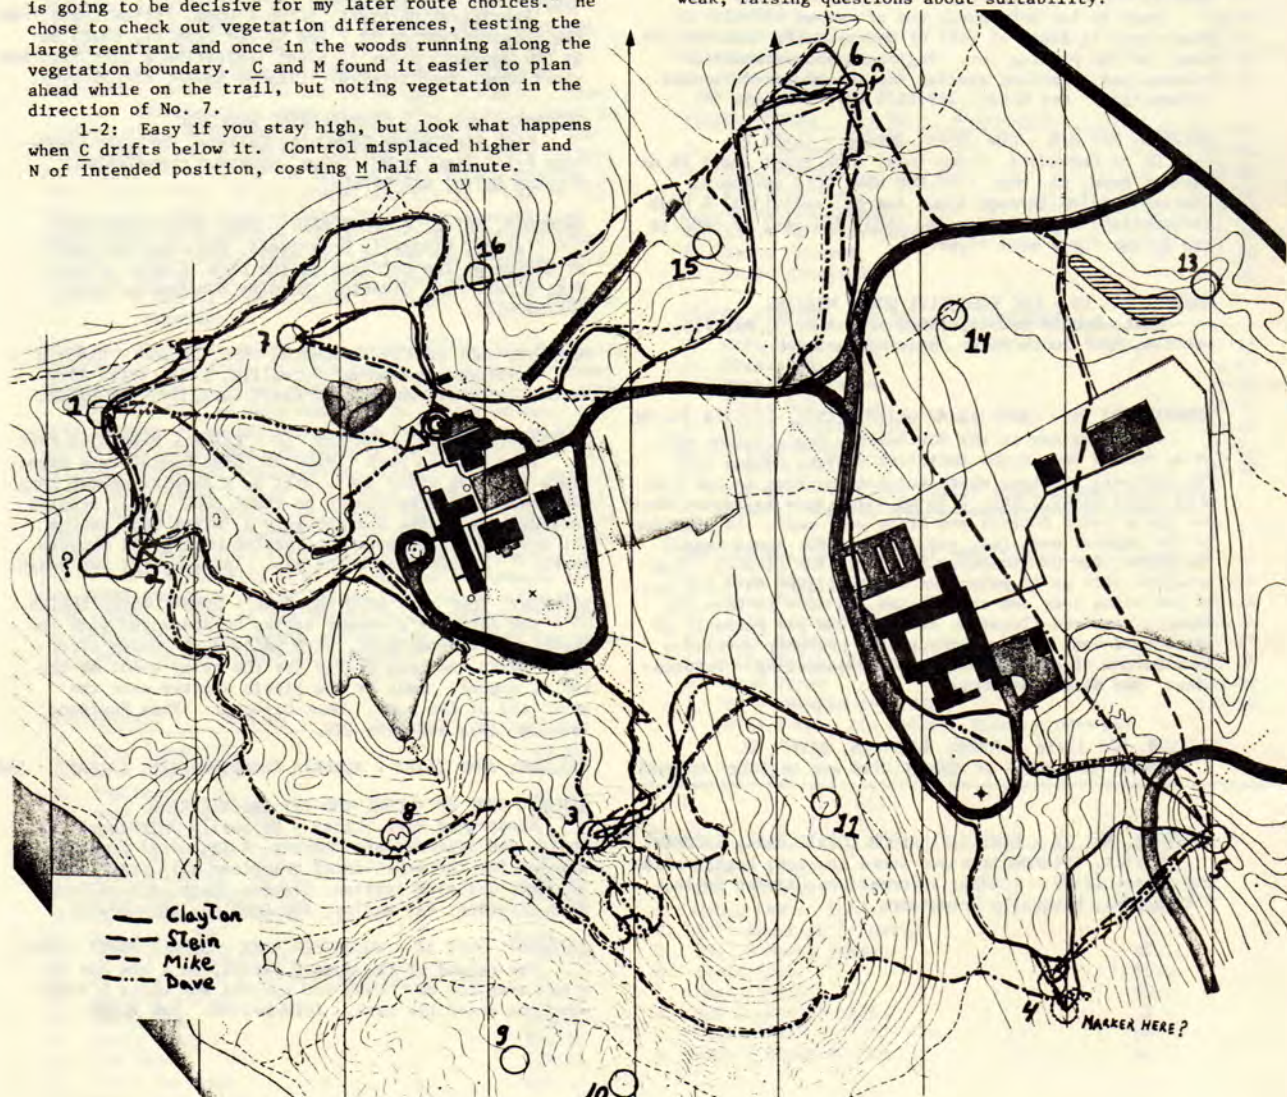 is going to be decisive for my later route choices. He
chose to check out vegetation differences, testing the
large reentrant and once in the woods running along the
vegetation boundary. C and M found it easier to plan
ahead while on the trail, but noting vegetation in the
direction of No. 7.
1-2: Easy if you stay high, but look what happens
when C drifts below it. Control misplaced higher and
N of intended position, costing M half a minute.
weak, raising questions about suitability.
6
?
16
15
13
7
14
1
?
2
8
3
11
5
Clayton
Stein
Mike
Dave
4
MARKER HERE?
9
10